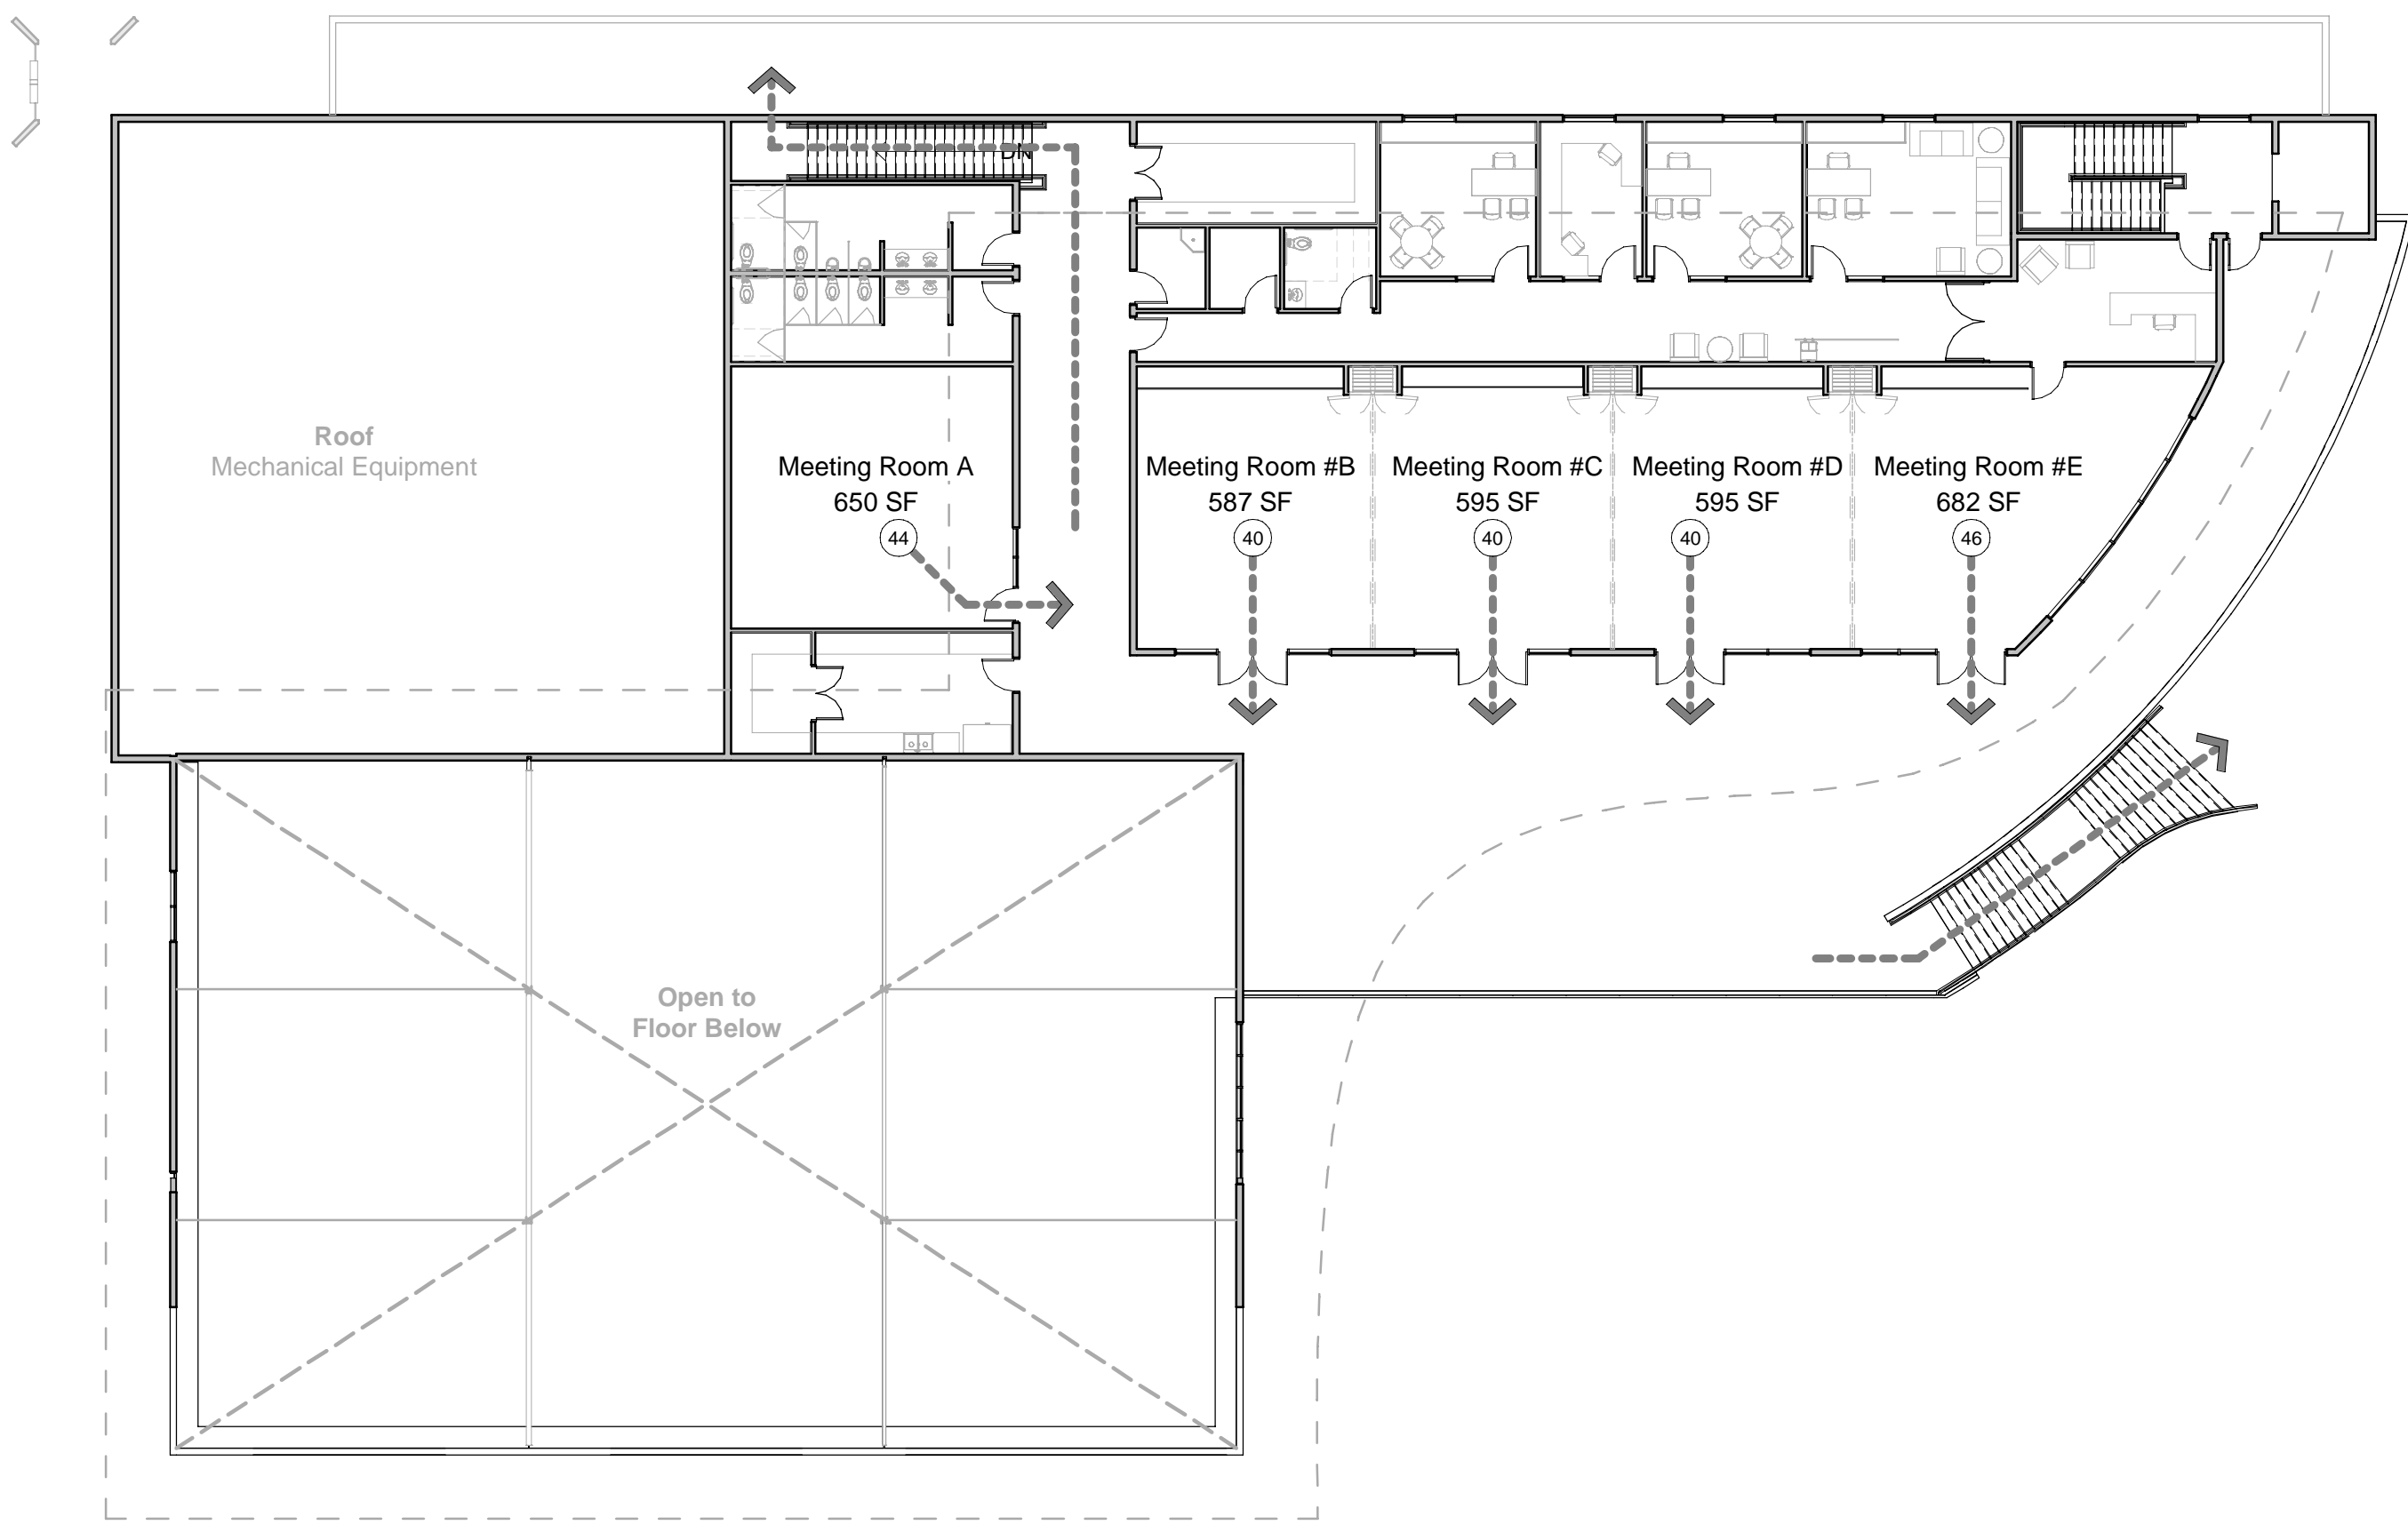 DN
Roof
Mechanical Equipment
Meeting Room A
650 SF
44
Meeting Room #B
587 SF
40
Meeting Room #C
595 SF
40
Meeting Room #D
595 SF
40
Meeting Room #E
682 SF
46
Open to
Floor Below